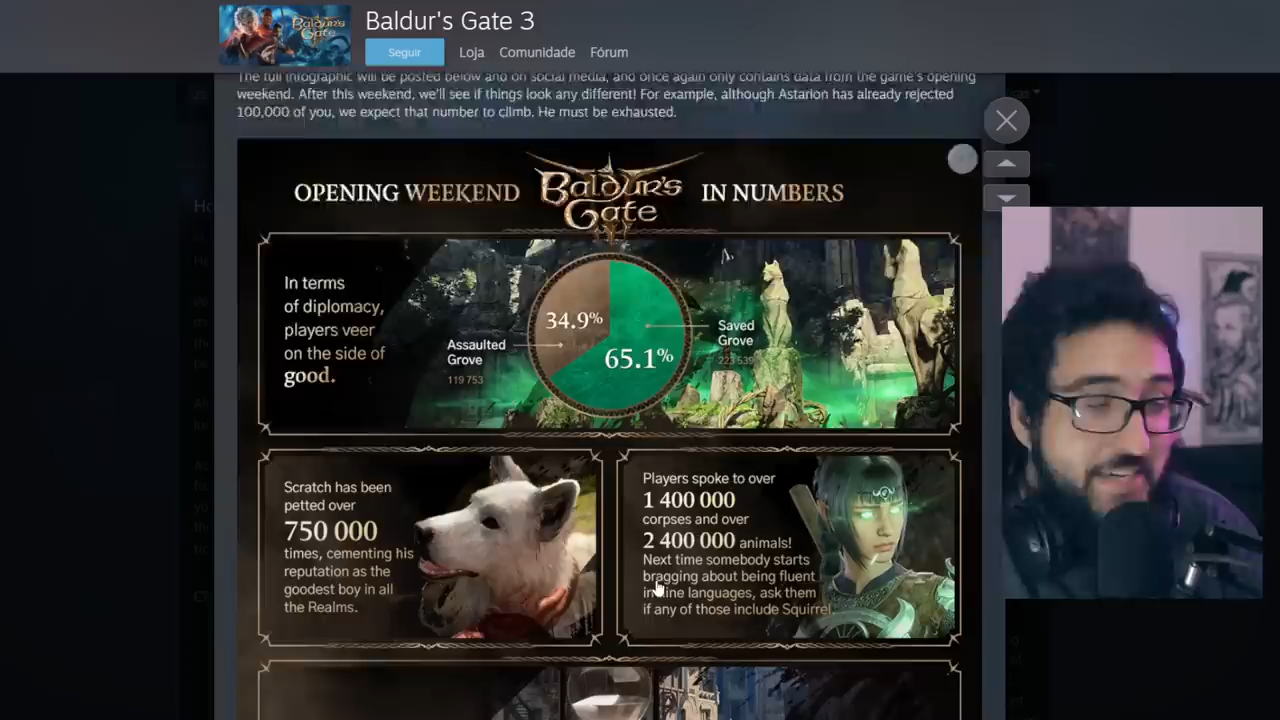 Baldur's Gate 3
Seguir
Loja
Comunidade
Fórum
The full infographic will be posted below and on social media, and once again only contains data from the game's opening
weekend. After this weekend, we'll see if things look any different! For example, although Astarion has already rejected
100,000 of you, we expect that number to climb. He must be exhausted.
OPENING WEEKEND Baldur's Gate III IN NUMBERS
In terms
of diplomacy,
players veer
on the side of
good.
34.9%
65.1%
Assaulted
Grove
119 753
Saved
Grove
223 539
Scratch has been
petted over
750 000
times, cementing his
reputation as the
goodest boy in all
the Realms.
Players spoke to over
1 400 000
corpses and over
2 400 000 animals!
Next time somebody starts
bragging about being fluent
in nine languages, ask them
if any of those include Squirrel.